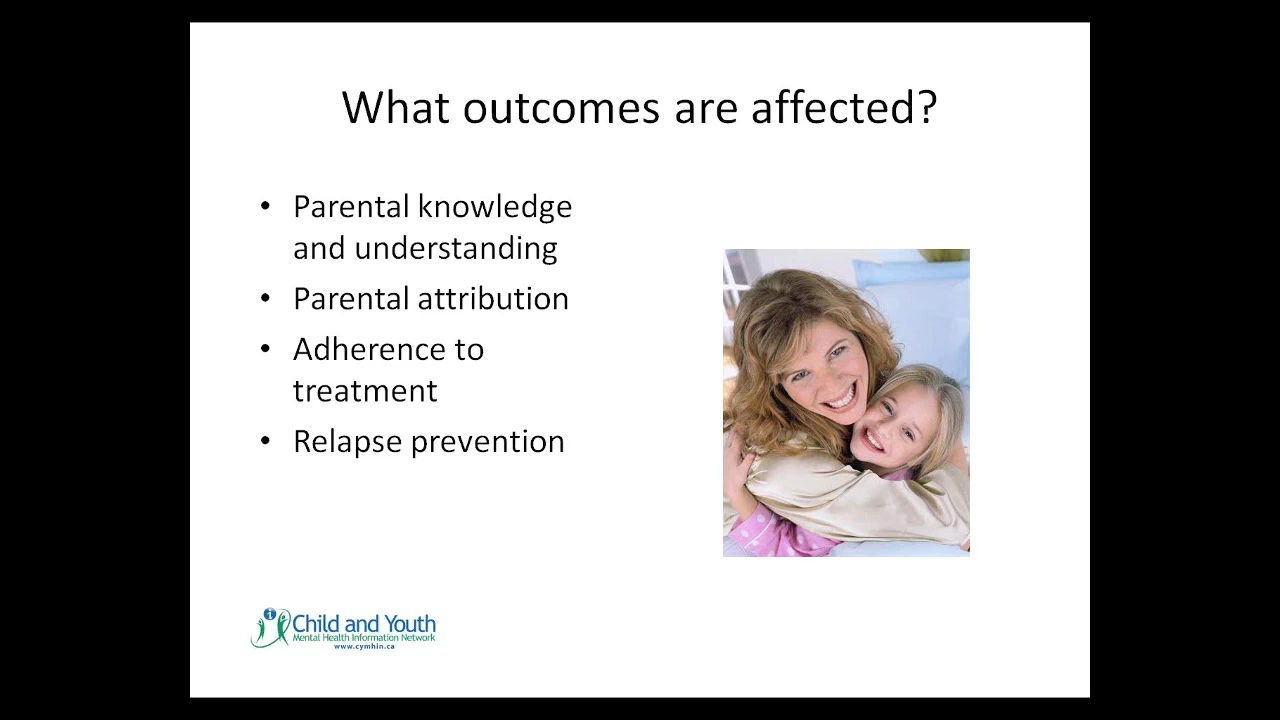 What outcomes are affected?
• Parental knowledge
and understanding
• Parental attribution
• Adherence to
treatment
• Relapse prevention
i
Child and Youth
Mental Health Information Network
www.cymhin.ca